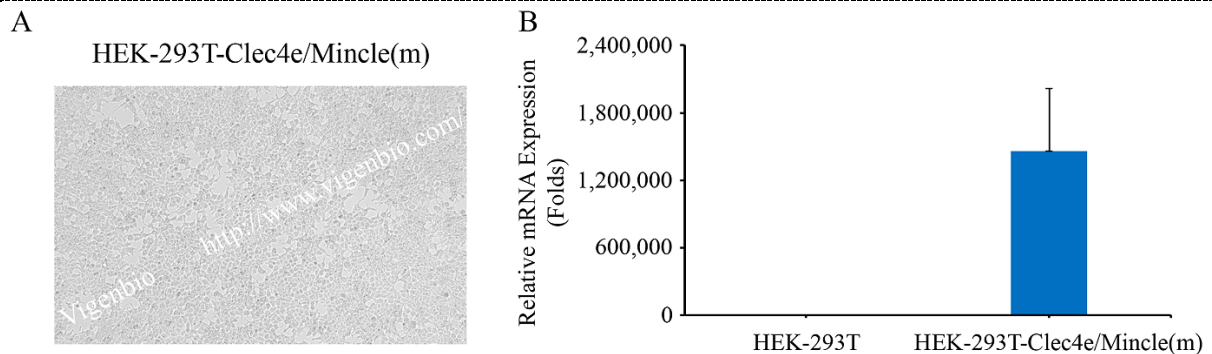 A
HEK-293T-Clec4e/Mincle(m)
http://www.vigenbio.com/
Vigenbio
B
Relative mRNA Expression
(Folds)
2,400,000
1,800,000
1,200,000
600,000
0
HEK-293T
HEK-293T-Clec4e/Mincle(m)